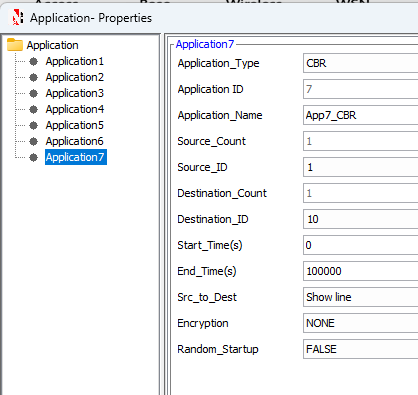 Application- Properties
Application
Application1
Application2
Application3
Application4
Application5
Application6
Application7
Application7
Application_Type CBR
Application ID 7
Application_Name App7_CBR
Source_Count 1
Source_ID 1
Destination_Count 1
Destination_ID 10
Start_Time(s) 0
End_Time(s) 100000
Src_to_Dest Show line
Encryption NONE
Random_Startup FALSE